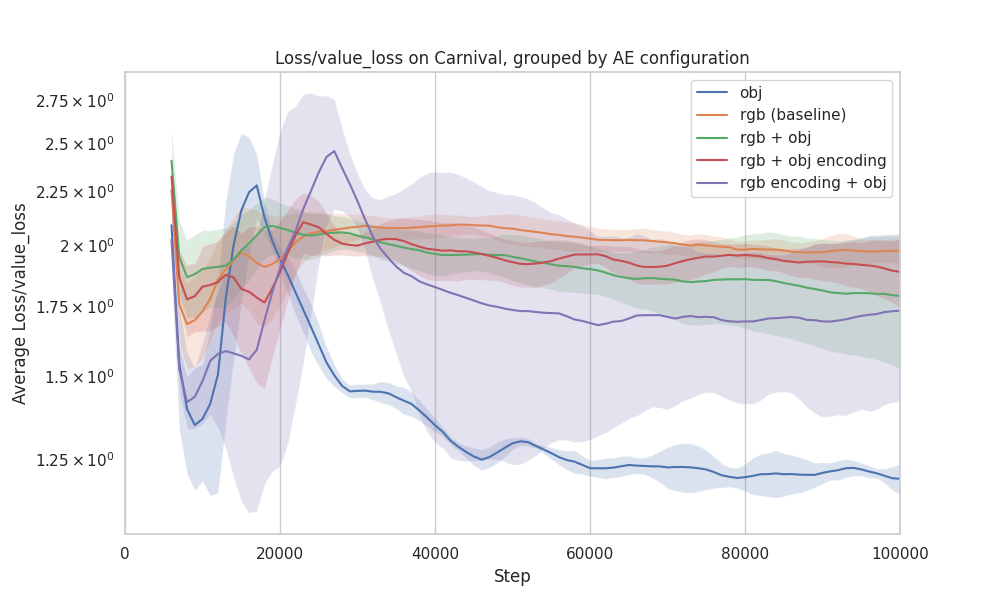 Loss/value_loss on Carnival, grouped by AE configuration
Average Loss/value_loss
2.75 × 10⁰
2.5 × 10⁰
2.25 × 10⁰
2 × 10⁰
1.75 × 10⁰
1.5 × 10⁰
1.25 × 10⁰
obj
rgb (baseline)
rgb + obj
rgb + obj encoding
rgb encoding + obj
0 20000 40000 60000 80000 100000
Step